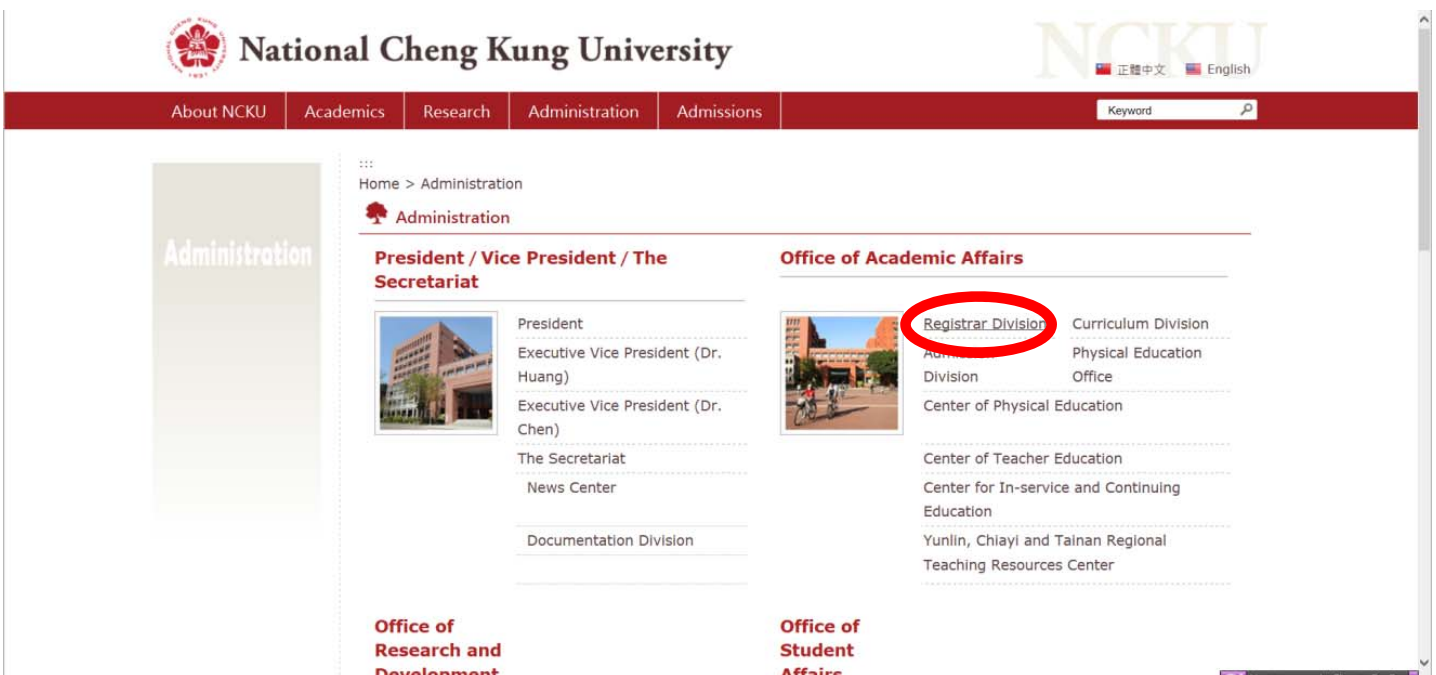 National Cheng Kung University
NCKU
正體中文 English
About NCKU Academics Research Administration Admissions
Keyword
:::
Home > Administration
Administration
Administration
President / Vice President / The
Secretariat
President
Executive Vice President (Dr.
Huang)
Executive Vice President (Dr.
Chen)
The Secretariat
News Center
Documentation Division
Office of Academic Affairs
Registrar Division Curriculum Division
Admission Physical Education
Division Office
Center of Physical Education
Center of Teacher Education
Center for In-service and Continuing
Education
Yunlin, Chiayi and Tainan Regional
Teaching Resources Center
Office of
Research and
Development
Office of
Student
Affairs